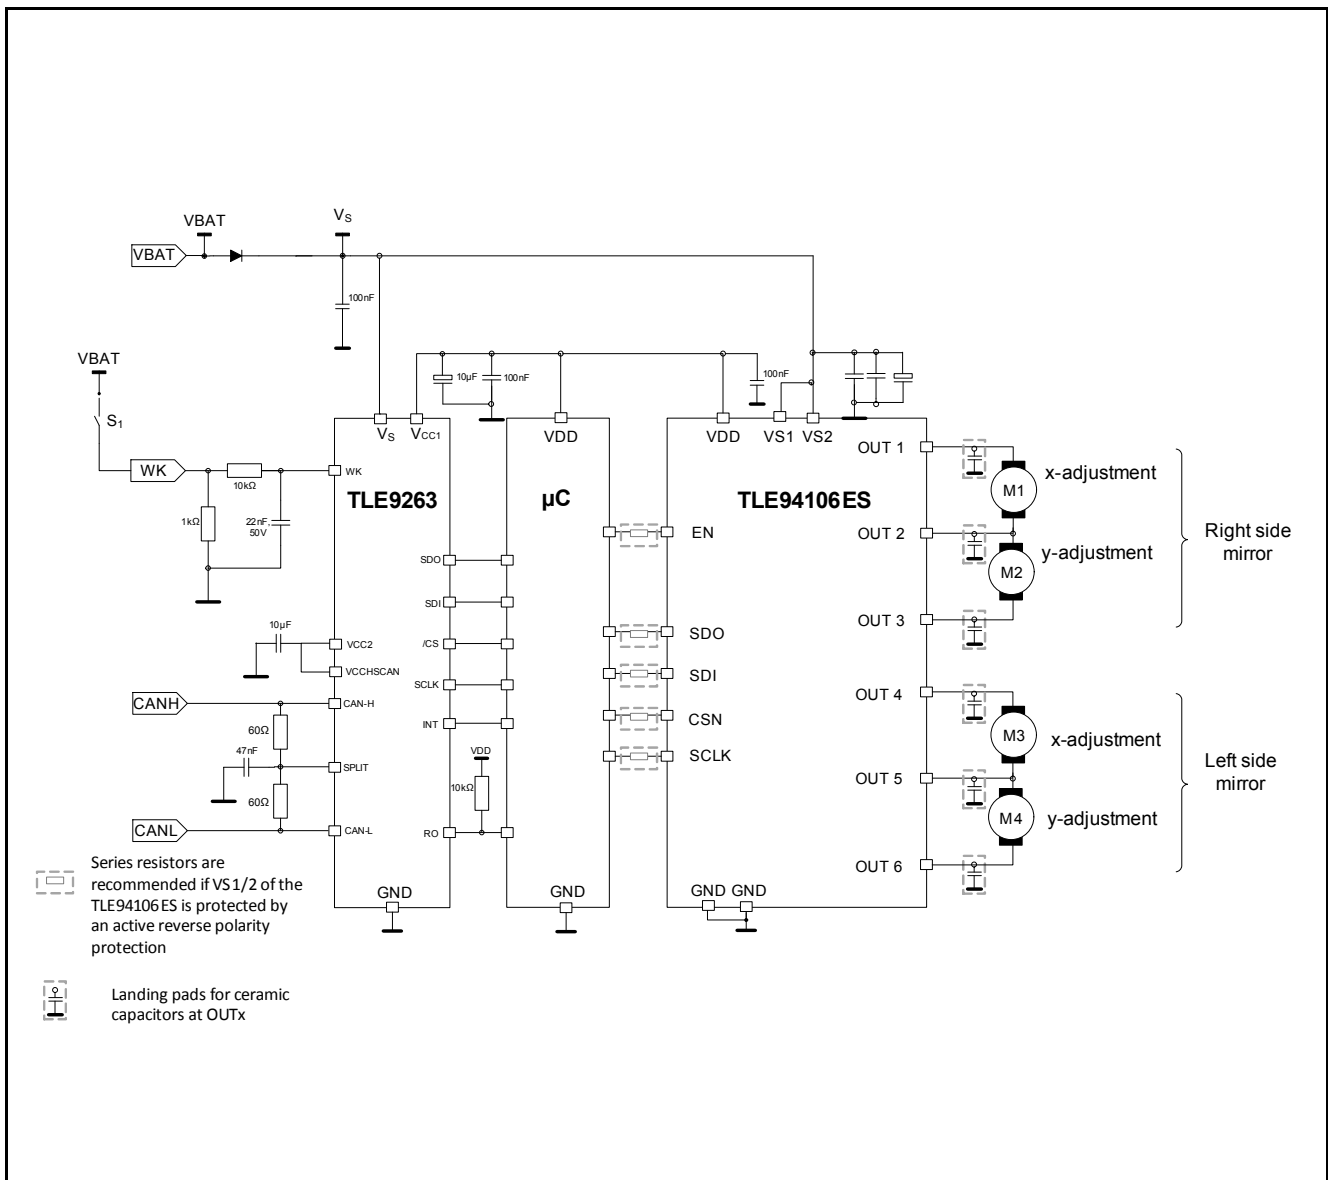 VBAT
VS
VBAT
100nF
VBAT
S1
WK
10kΩ
1kΩ
22nF,
50V
10µF
100nF
100nF
VS
VCC1
VDD
VDD
VS1
VS2
WK
TLE9263
µC
TLE94106ES
SDO
SDI
/CS
SCLK
INT
RO
VCC2
VCCHSCAN
CAN-H
SPLIT
CAN-L
10µF
CANH
60Ω
47nF
60Ω
CANL
VDD
10kΩ
GND
GND
GND GND
EN
SDO
SDI
CSN
SCLK
OUT 1
OUT 2
OUT 3
OUT 4
OUT 5
OUT 6
M1
M2
M3
M4
x-adjustment
y-adjustment
Right side
mirror
x-adjustment
y-adjustment
Left side
mirror
Series resistors are
recommended if VS1/2 of the
TLE94106ES is protected by
an active reverse polarity
protection
Landing pads for ceramic
capacitors at OUTx